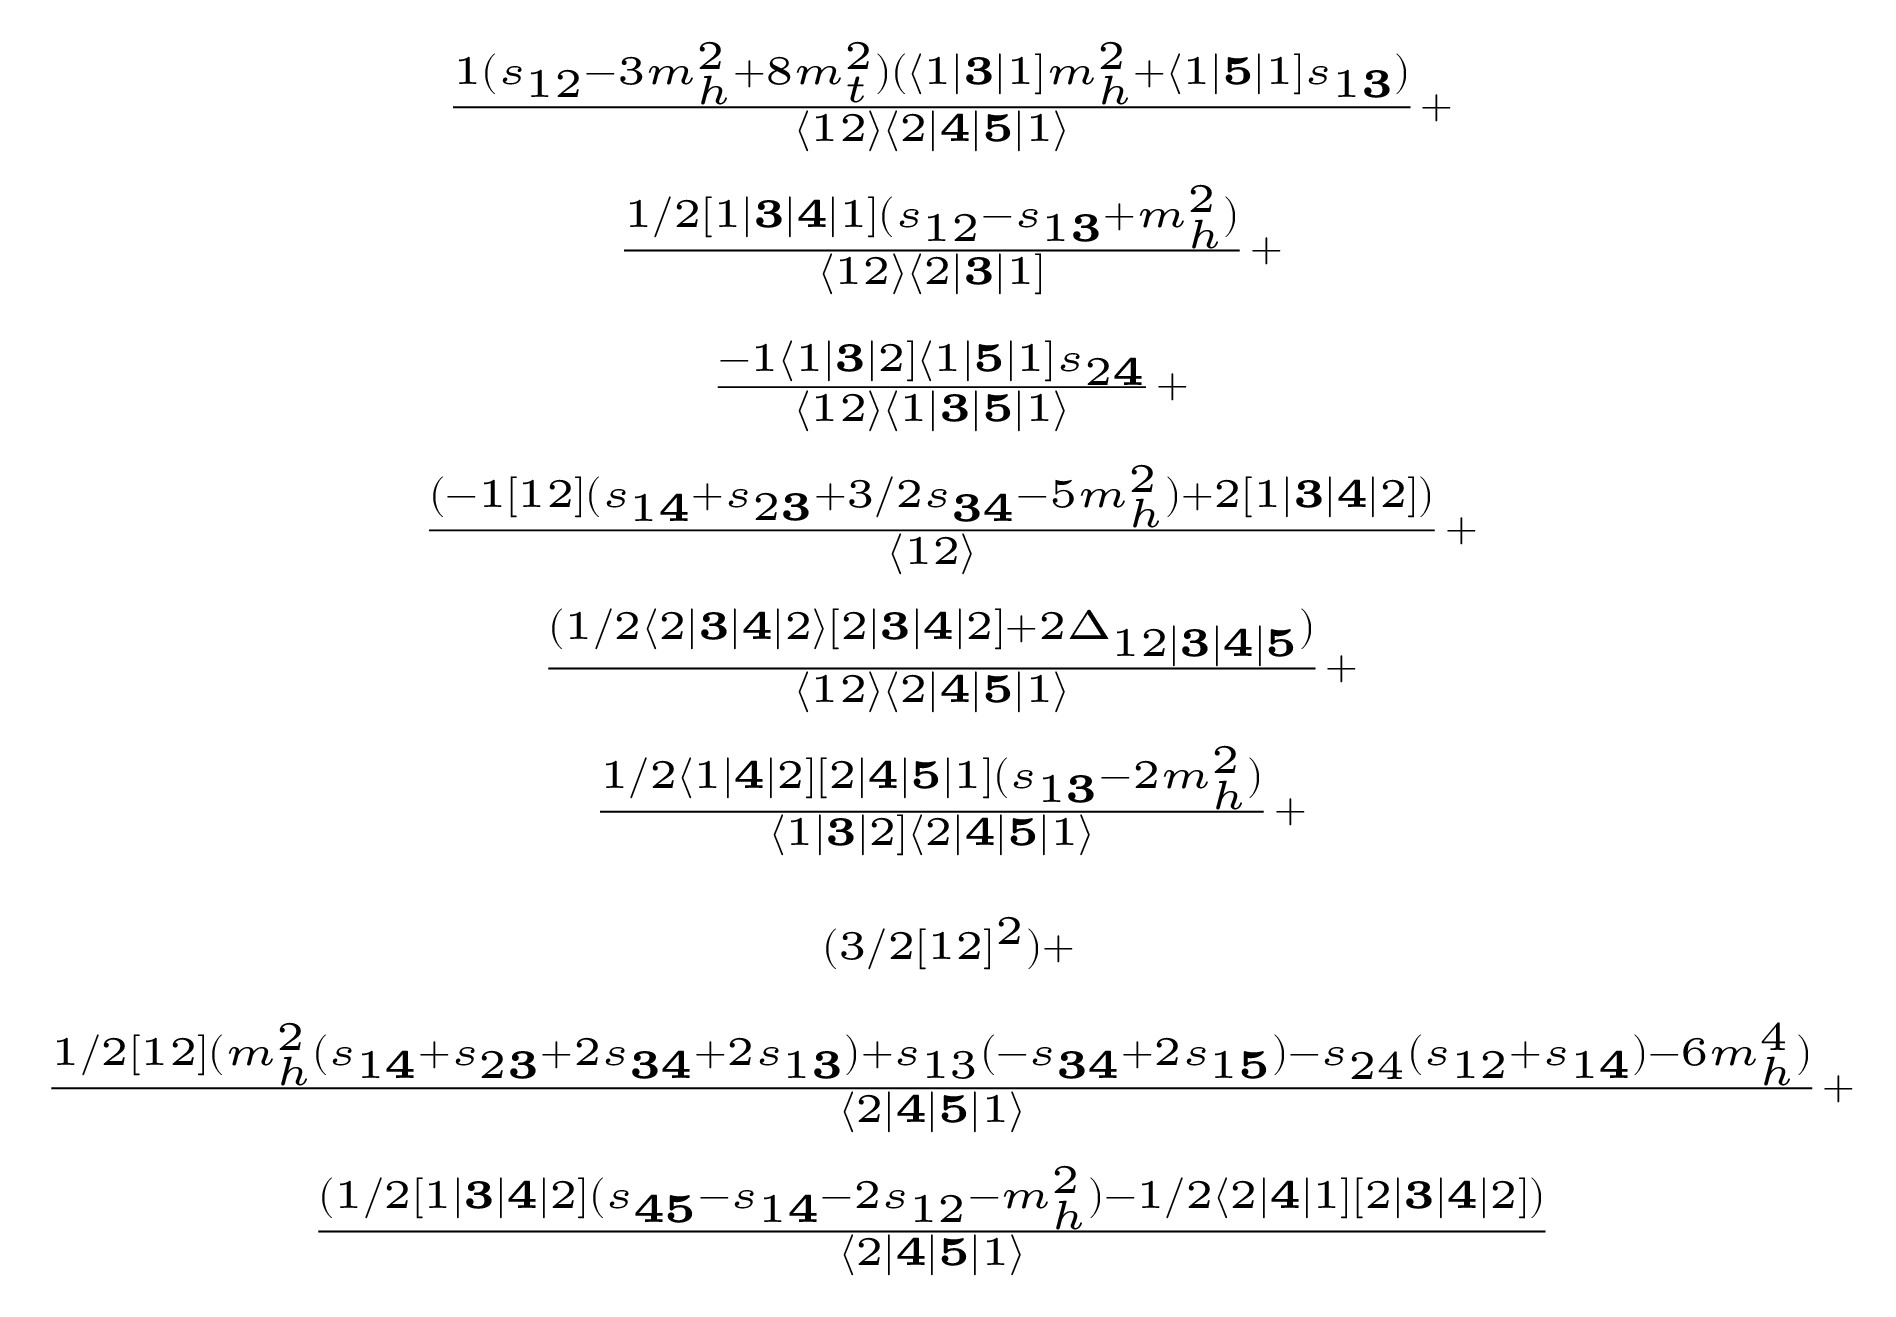 \frac{1(s_{12}-3m_h^2+8m_t^2)(\langle 1|\mathbf{3}|1]m_h^2+\langle 1|\mathbf{5}|1]s_{1\mathbf{3}})}{\langle 12\rangle\langle 2|\mathbf{4}|\mathbf{5}|1\rangle}+
\frac{1/2[1|\mathbf{3}|\mathbf{4}|1](s_{12}-s_{1\mathbf{3}}+m_h^2)}{\langle 12\rangle\langle 2|\mathbf{3}|1]}+
\frac{-1\langle 1|\mathbf{3}|2]\langle 1|\mathbf{5}|1]s_{2\mathbf{4}}}{\langle 12\rangle\langle 1|\mathbf{3}|\mathbf{5}|1\rangle}+
\frac{(-1[12](s_{1\mathbf{4}}+s_{2\mathbf{3}}+3/2s_{\mathbf{34}}-5m_h^2)+2[1|\mathbf{3}|\mathbf{4}|2])}{\langle 12\rangle}+
\frac{(1/2\langle 2|\mathbf{3}|\mathbf{4}|2\rangle[2|\mathbf{3}|\mathbf{4}|2]+2\Delta_{12|\mathbf{3}|\mathbf{4}|\mathbf{5}})}{\langle 12\rangle\langle 2|\mathbf{4}|\mathbf{5}|1\rangle}+
\frac{1/2\langle 1|\mathbf{4}|2][2|\mathbf{4}|\mathbf{5}|1](s_{1\mathbf{3}}-2m_h^2)}{\langle 1|\mathbf{3}|2]\langle 2|\mathbf{4}|\mathbf{5}|1\rangle}+
(3/2[12]^2)+
\frac{1/2[12](m_h^2(s_{1\mathbf{4}}+s_{2\mathbf{3}}+2s_{\mathbf{34}}+2s_{1\mathbf{3}})+s_{13}(-s_{\mathbf{34}}+2s_{1\mathbf{5}})-s_{24}(s_{12}+s_{1\mathbf{4}})-6m_h^4)}{\langle 2|\mathbf{4}|\mathbf{5}|1\rangle}+
\frac{(1/2[1|\mathbf{3}|\mathbf{4}|2](s_{\mathbf{45}}-s_{1\mathbf{4}}-2s_{12}-m_h^2)-1/2\langle 2|\mathbf{4}|1][2|\mathbf{3}|\mathbf{4}|2])}{\langle 2|\mathbf{4}|\mathbf{5}|1\rangle}